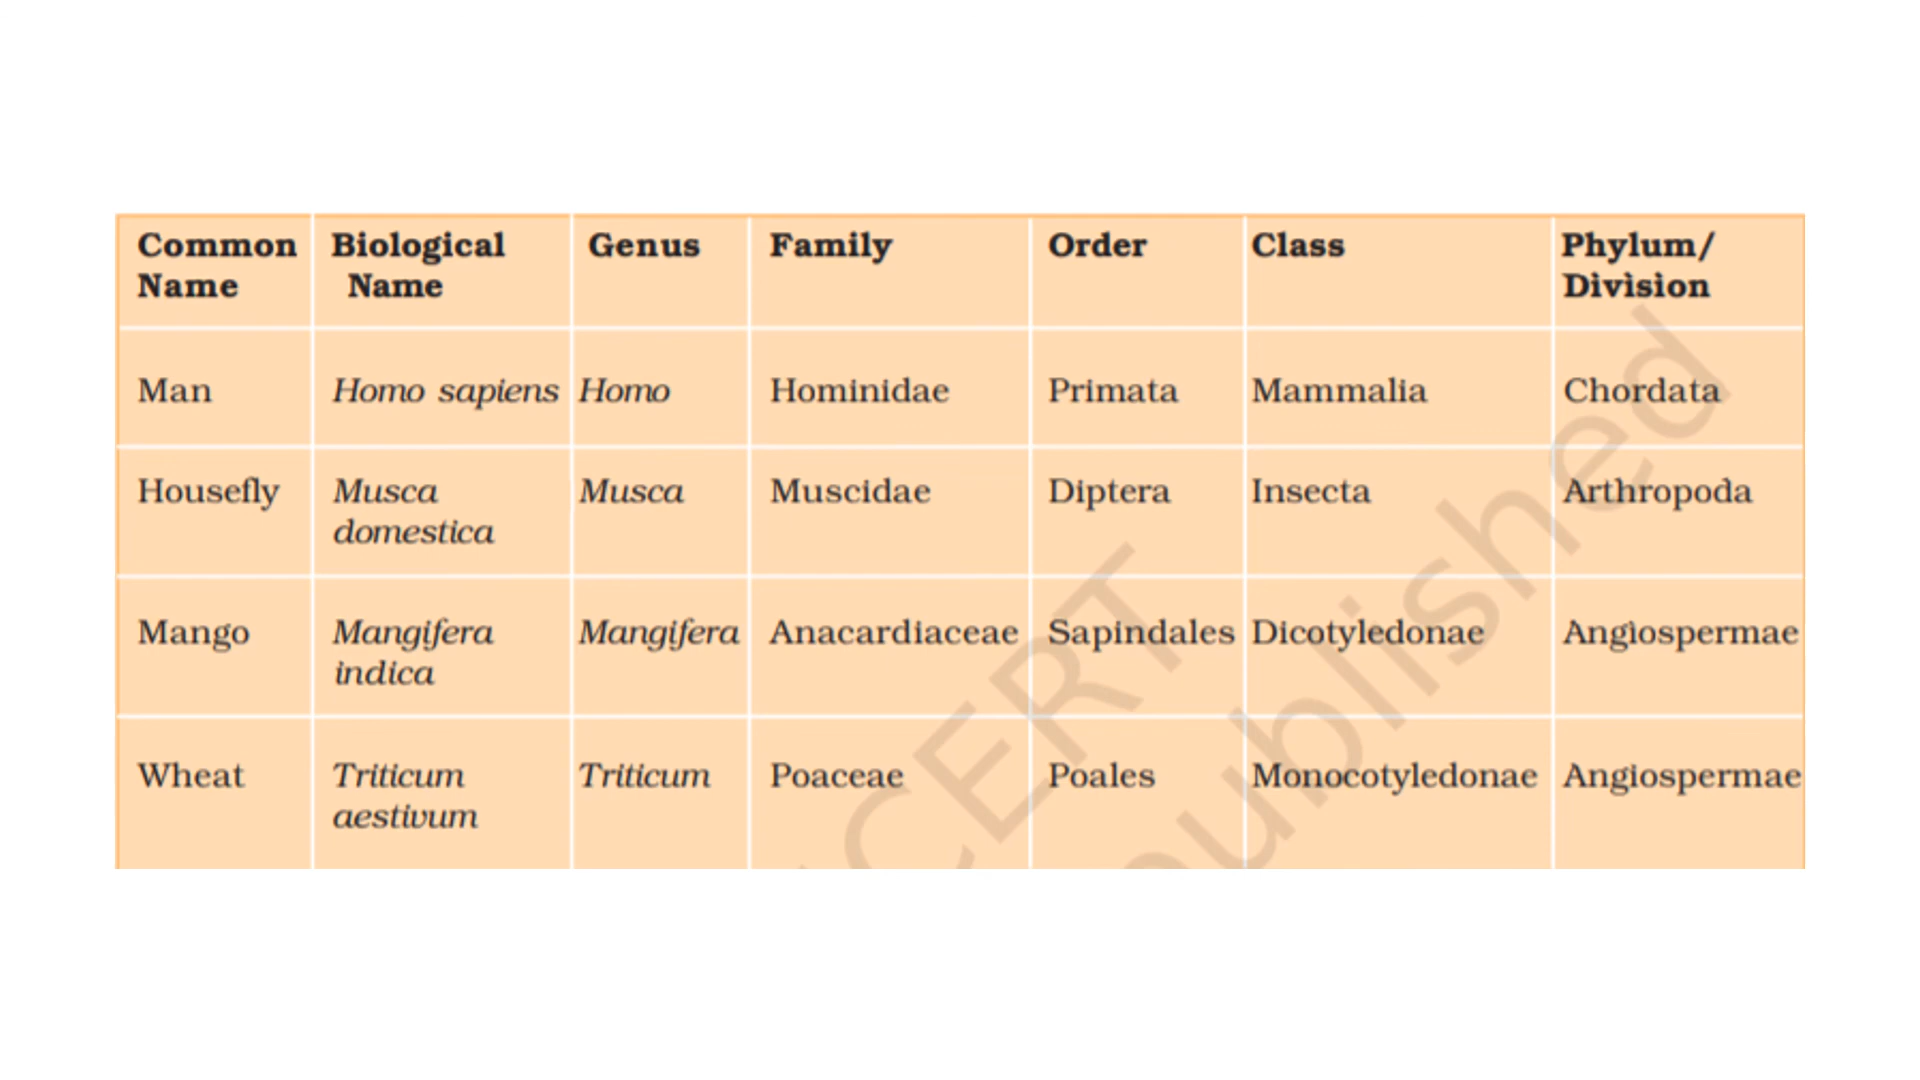 Common Name Biological Name Genus Family Order Class Phylum/ Division
Man Homo sapiens Homo Hominidae Primata Mammalia Chordata
Housefly Musca domestica Musca Muscidae Diptera Insecta Arthropoda
Mango Mangifera indica Mangifera Anacardiaceae Sapindales Dicotyledonae Angiospermae
Wheat Triticum aestivum Triticum Poaceae Poales Monocotyledonae Angiospermae